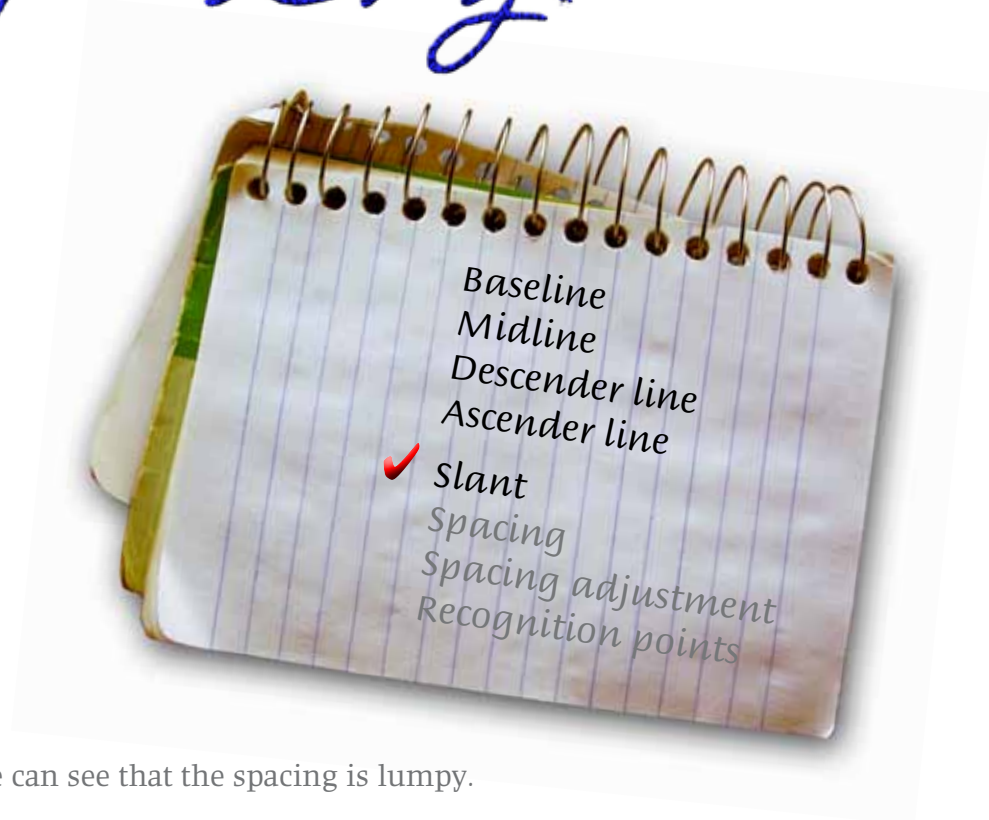 Baseline
Midline
Descender line
Ascender line
Slant
Spacing
Spacing adjustment
Recognition points
can see that the spacing is lumpy.